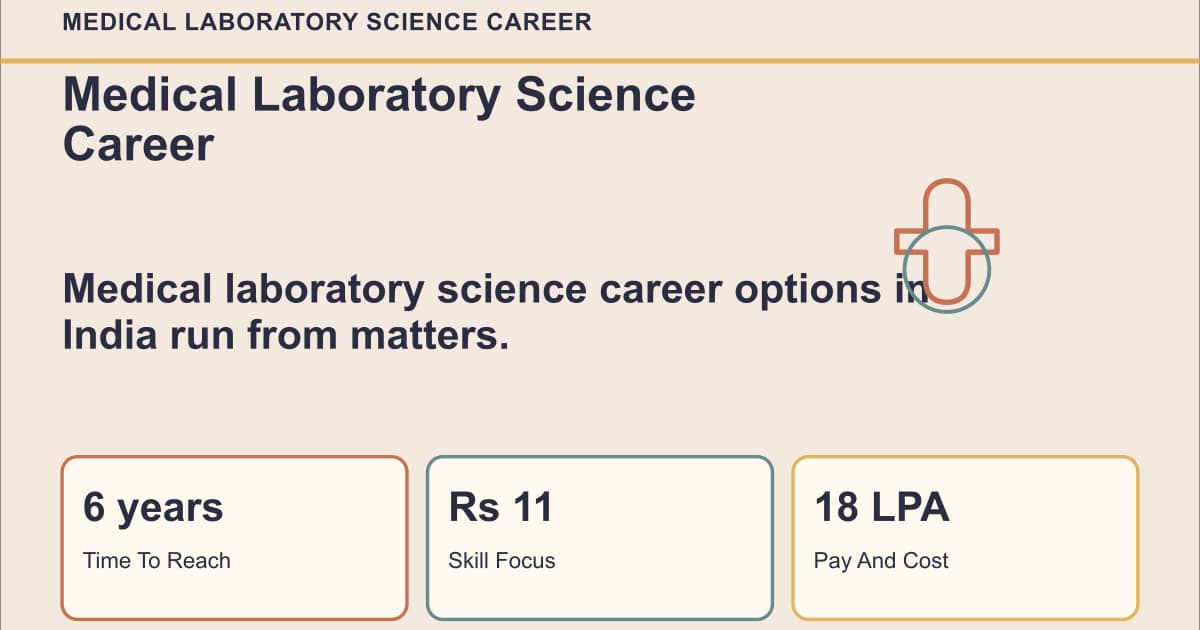 MEDICAL LABORATORY SCIENCE CAREER
Medical Laboratory Science
Career
Medical laboratory science career options in
India run from matters.
6 years
Time To Reach
Rs 11
Skill Focus
18 LPA
Pay And Cost